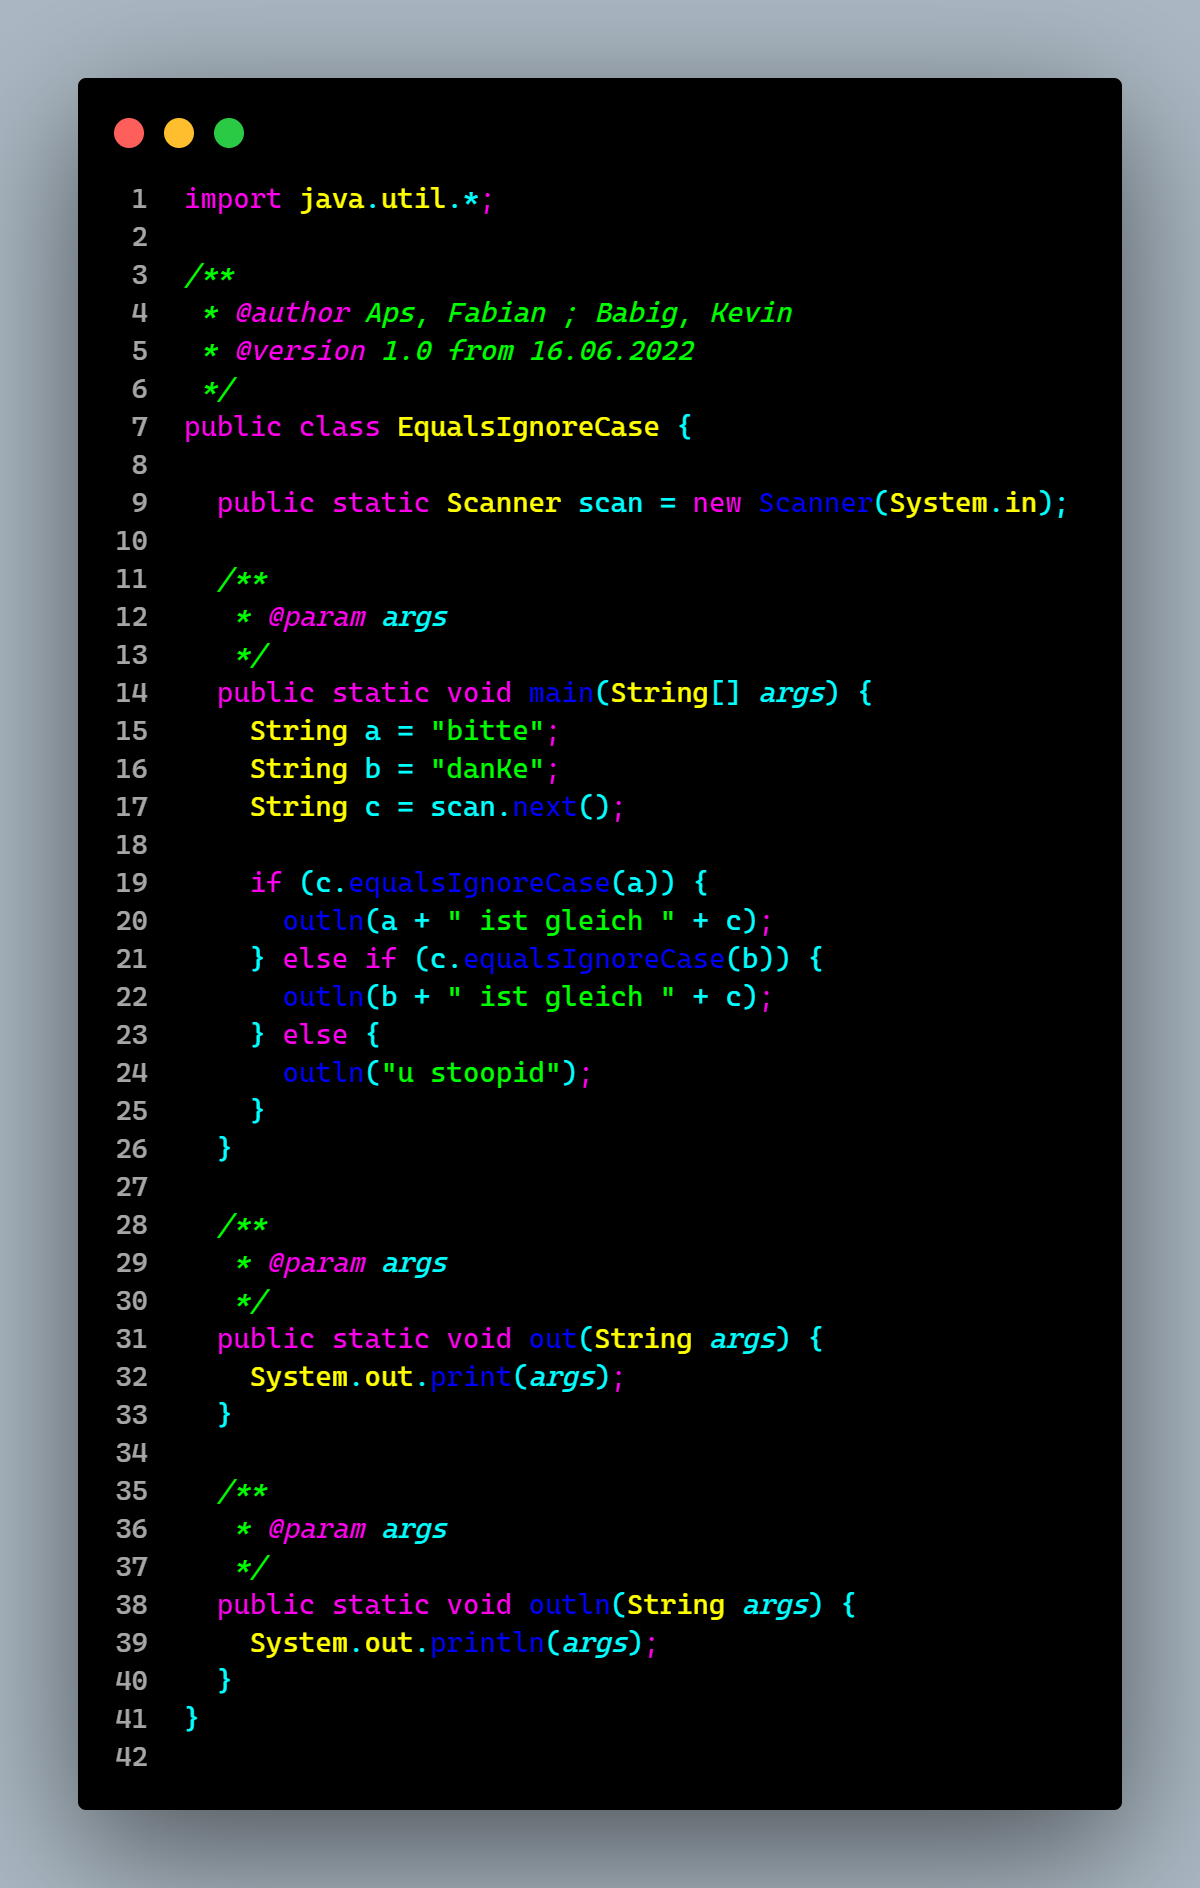 1 import java.util.*;
2
3 /**
4  * @author Aps, Fabian ; Babig, Kevin
5  * @version 1.0 from 16.06.2022
6  */
7 public class EqualsIgnoreCase {
8
9   public static Scanner scan = new Scanner(System.in);
10
11   /**
12    * @param args
13    */
14   public static void main(String[] args) {
15     String a = "bitte";
16     String b = "danKe";
17     String c = scan.next();
18
19     if (c.equalsIgnoreCase(a)) {
20       outln(a + " ist gleich " + c);
21     } else if (c.equalsIgnoreCase(b)) {
22       outln(b + " ist gleich " + c);
23     } else {
24       outln("u stoopid");
25     }
26   }
27
28   /**
29    * @param args
30    */
31   public static void out(String args) {
32     System.out.print(args);
33   }
34
35   /**
36    * @param args
37    */
38   public static void outln(String args) {
39     System.out.println(args);
40   }
41 }
42